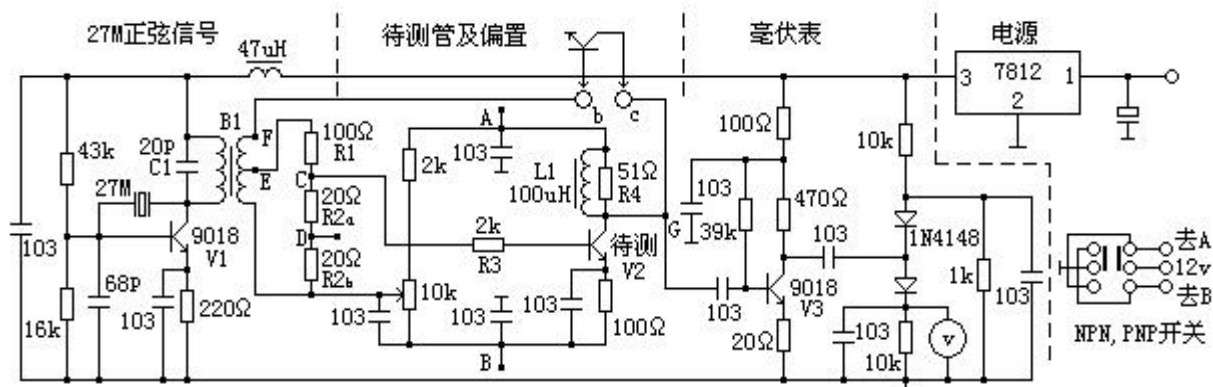 27M正弦信号
待测管及偏置
毫伏表
电源
47uH
3 7812 1
2
b
c
A
B1
F
E
20P
C1
43k
27M
100Ω
R1
C
20Ω
R2a
D
20Ω
R2b
2k
103
L1
100uH
51Ω
R4
G
100Ω
103
39k
470Ω
103
10k
1N4148
1k
103
去A
12v
去B
NPN,PNP开关
103
9018
V1
68P
103
220Ω
16k
2k
R3
待测
V2
103
10k
103
103
100Ω
B
103
9018
V3
20Ω
103
10k
V